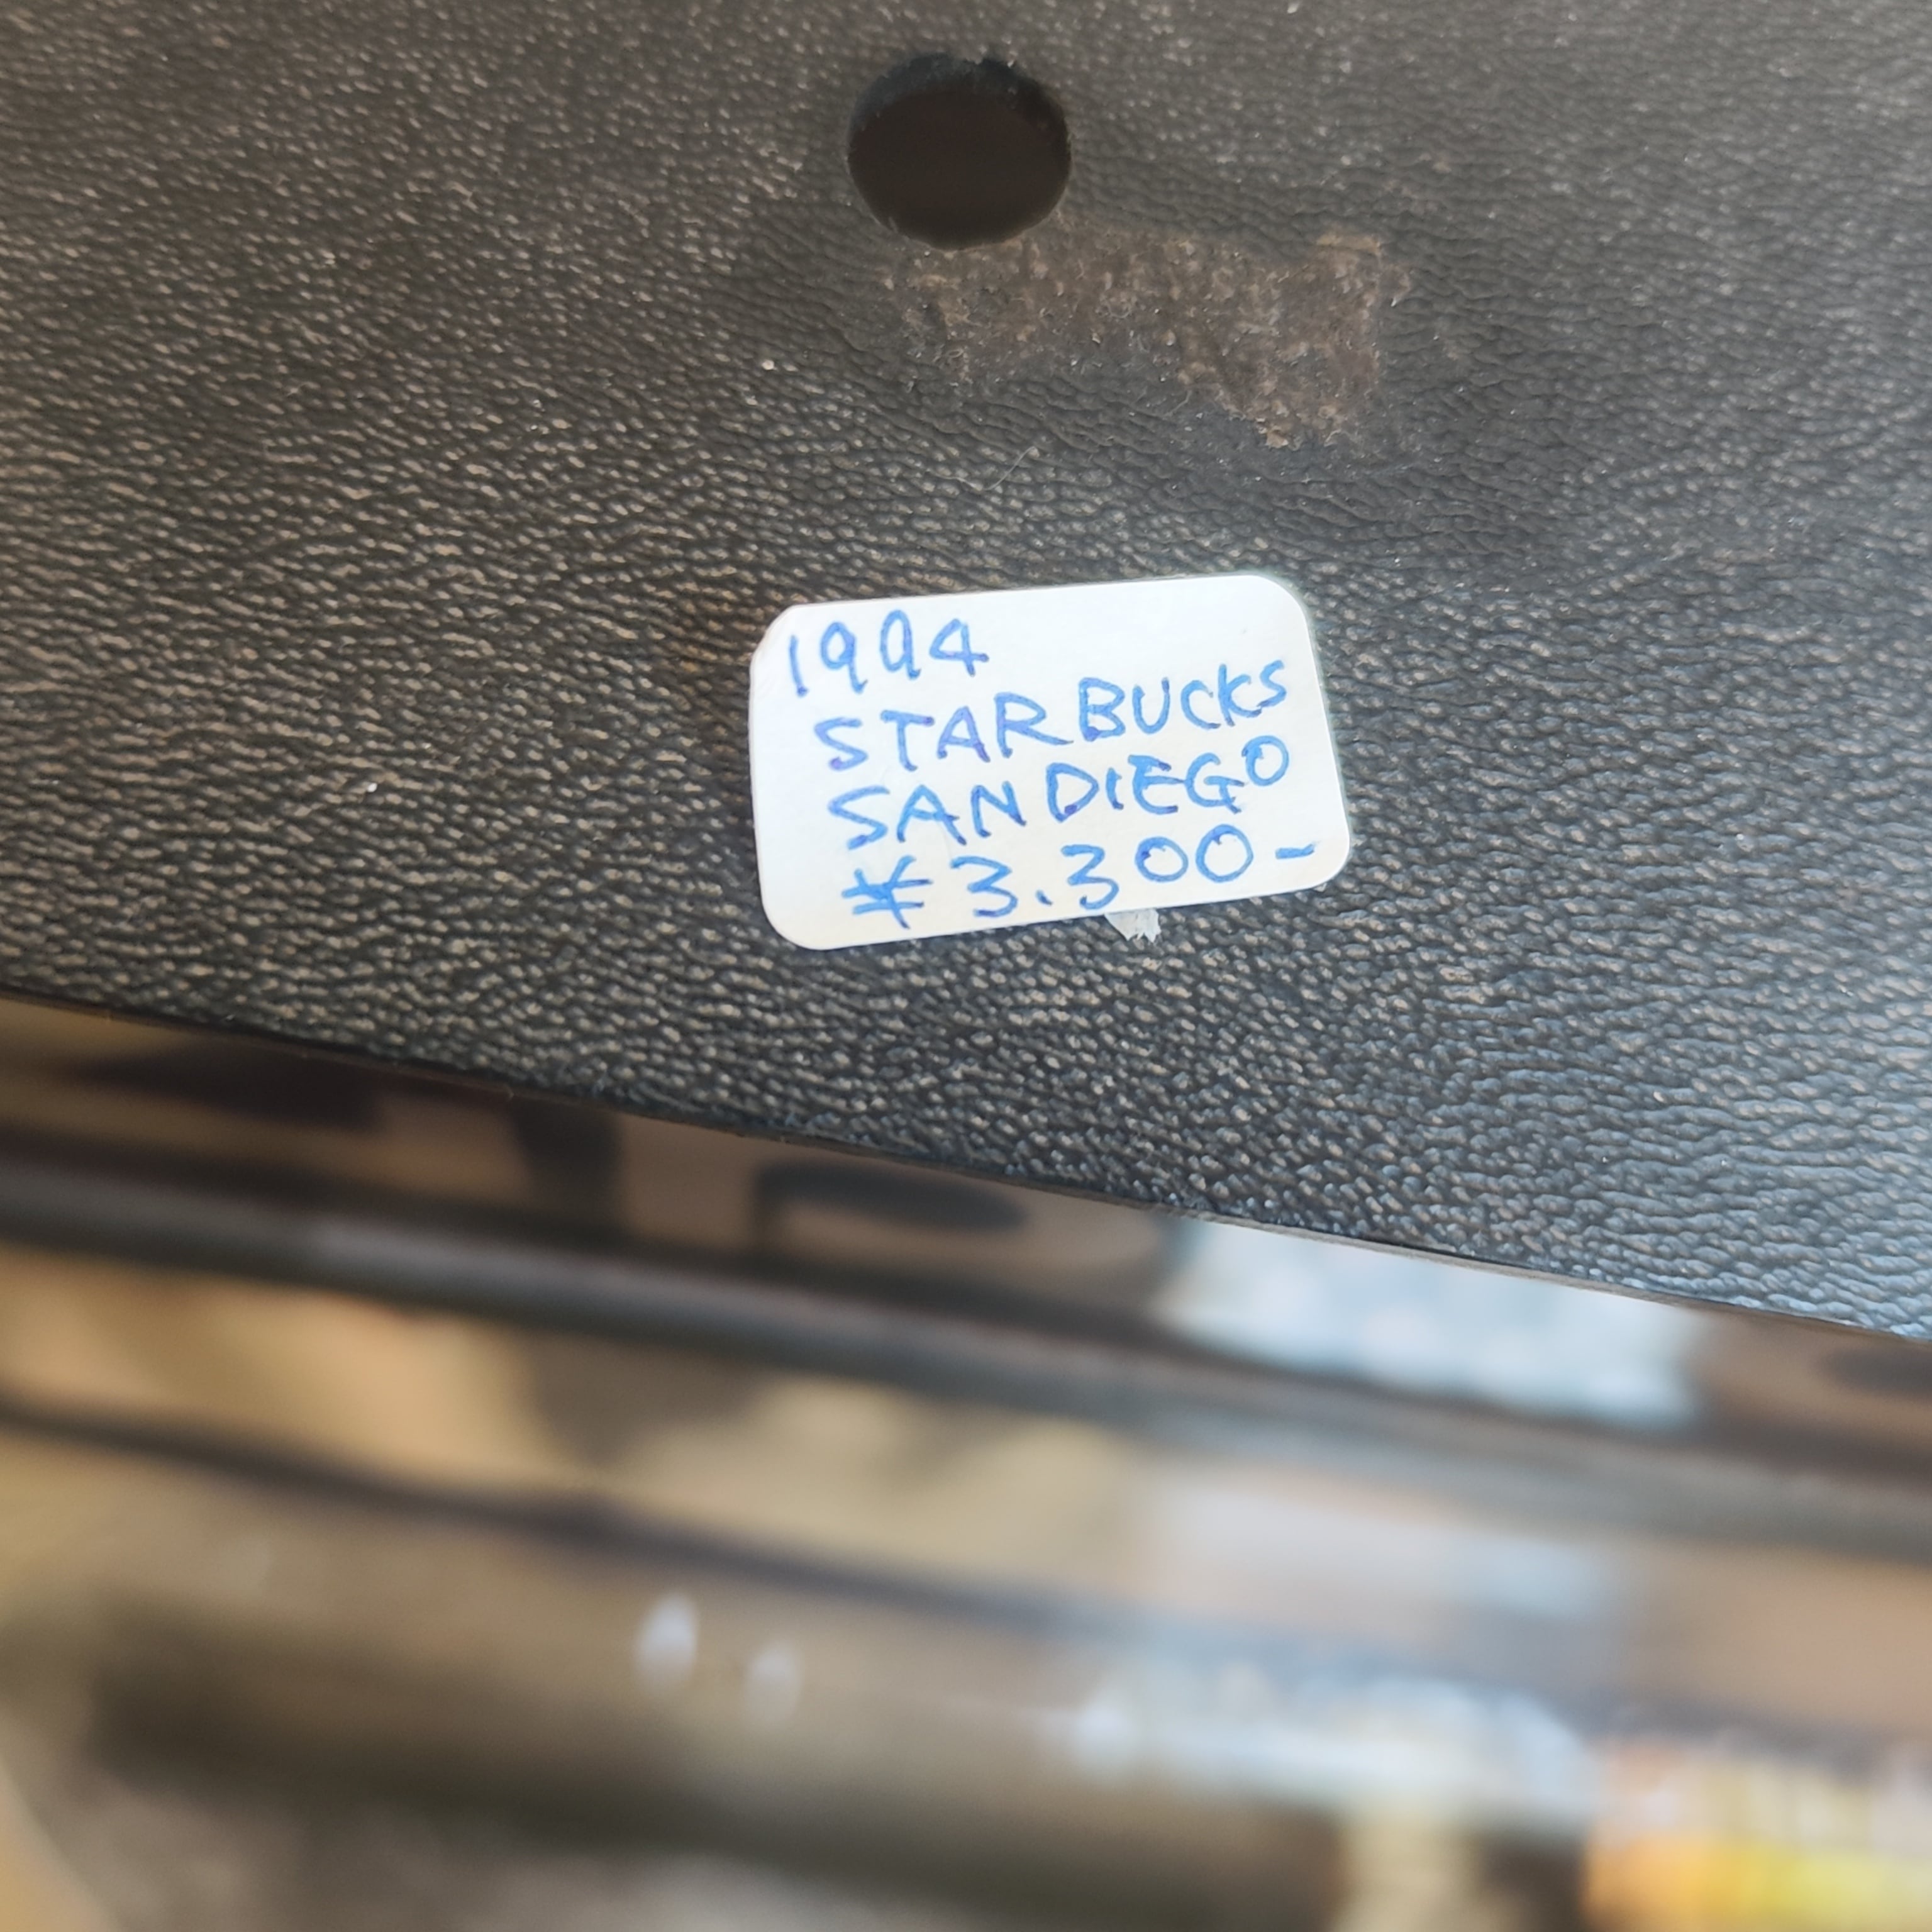 1994
STARBUCKS
SAN DIEGO
¥3.300-